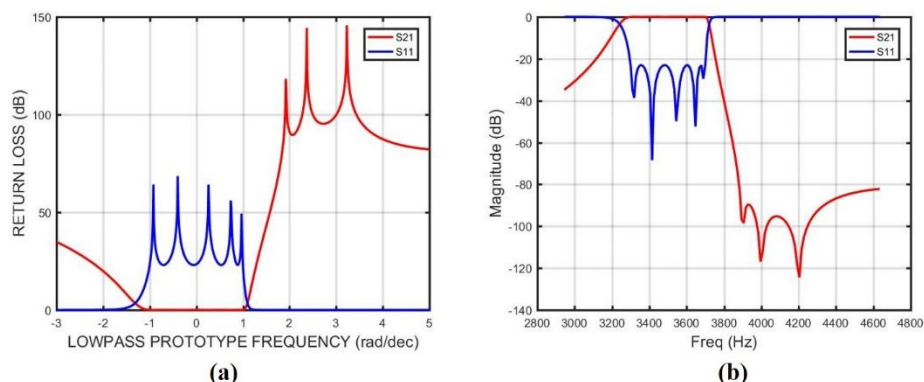 150
100
50
0
RETURN LOSS (dB)
-3 -2 -1 0 1 2 3 4 5
LOWPASS PROTOTYPE FREQUENCY (rad/dec)
S21
S11
(a)
0
-20
-40
-60
-80
-100
-120
-140
Magnitude (dB)
2800 3000 3200 3400 3600 3800 4000 4200 4400 4600 4800
Freq (Hz)
S21
S11
(b)